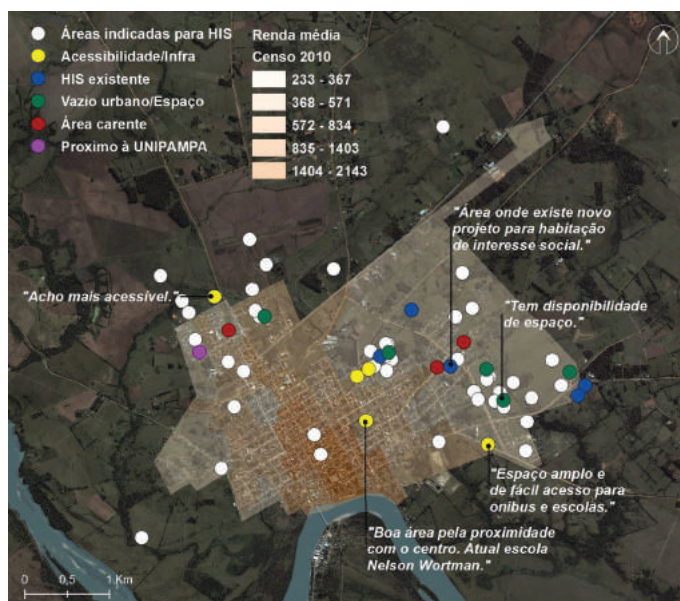 Áreas indicadas para HIS
Acessibilidade/Infra
HIS existente
Vazio urbano/Espaço
Área carente
Proximo à UNIPAMPA
Renda média
Censo 2010
233 - 367
368 - 571
572 - 834
835 - 1403
1404 - 2143
"Área onde existe novo
projeto para habitação
de interesse social."
"Acho mais acessível."
"Tem disponibilidade
de espaço."
"Espaço amplo e
de fácil acesso para
onibus e escolas."
"Boa área pela proximidade
com o centro. Atual escola
Nelson Wortman."
0 0,5 1 Km